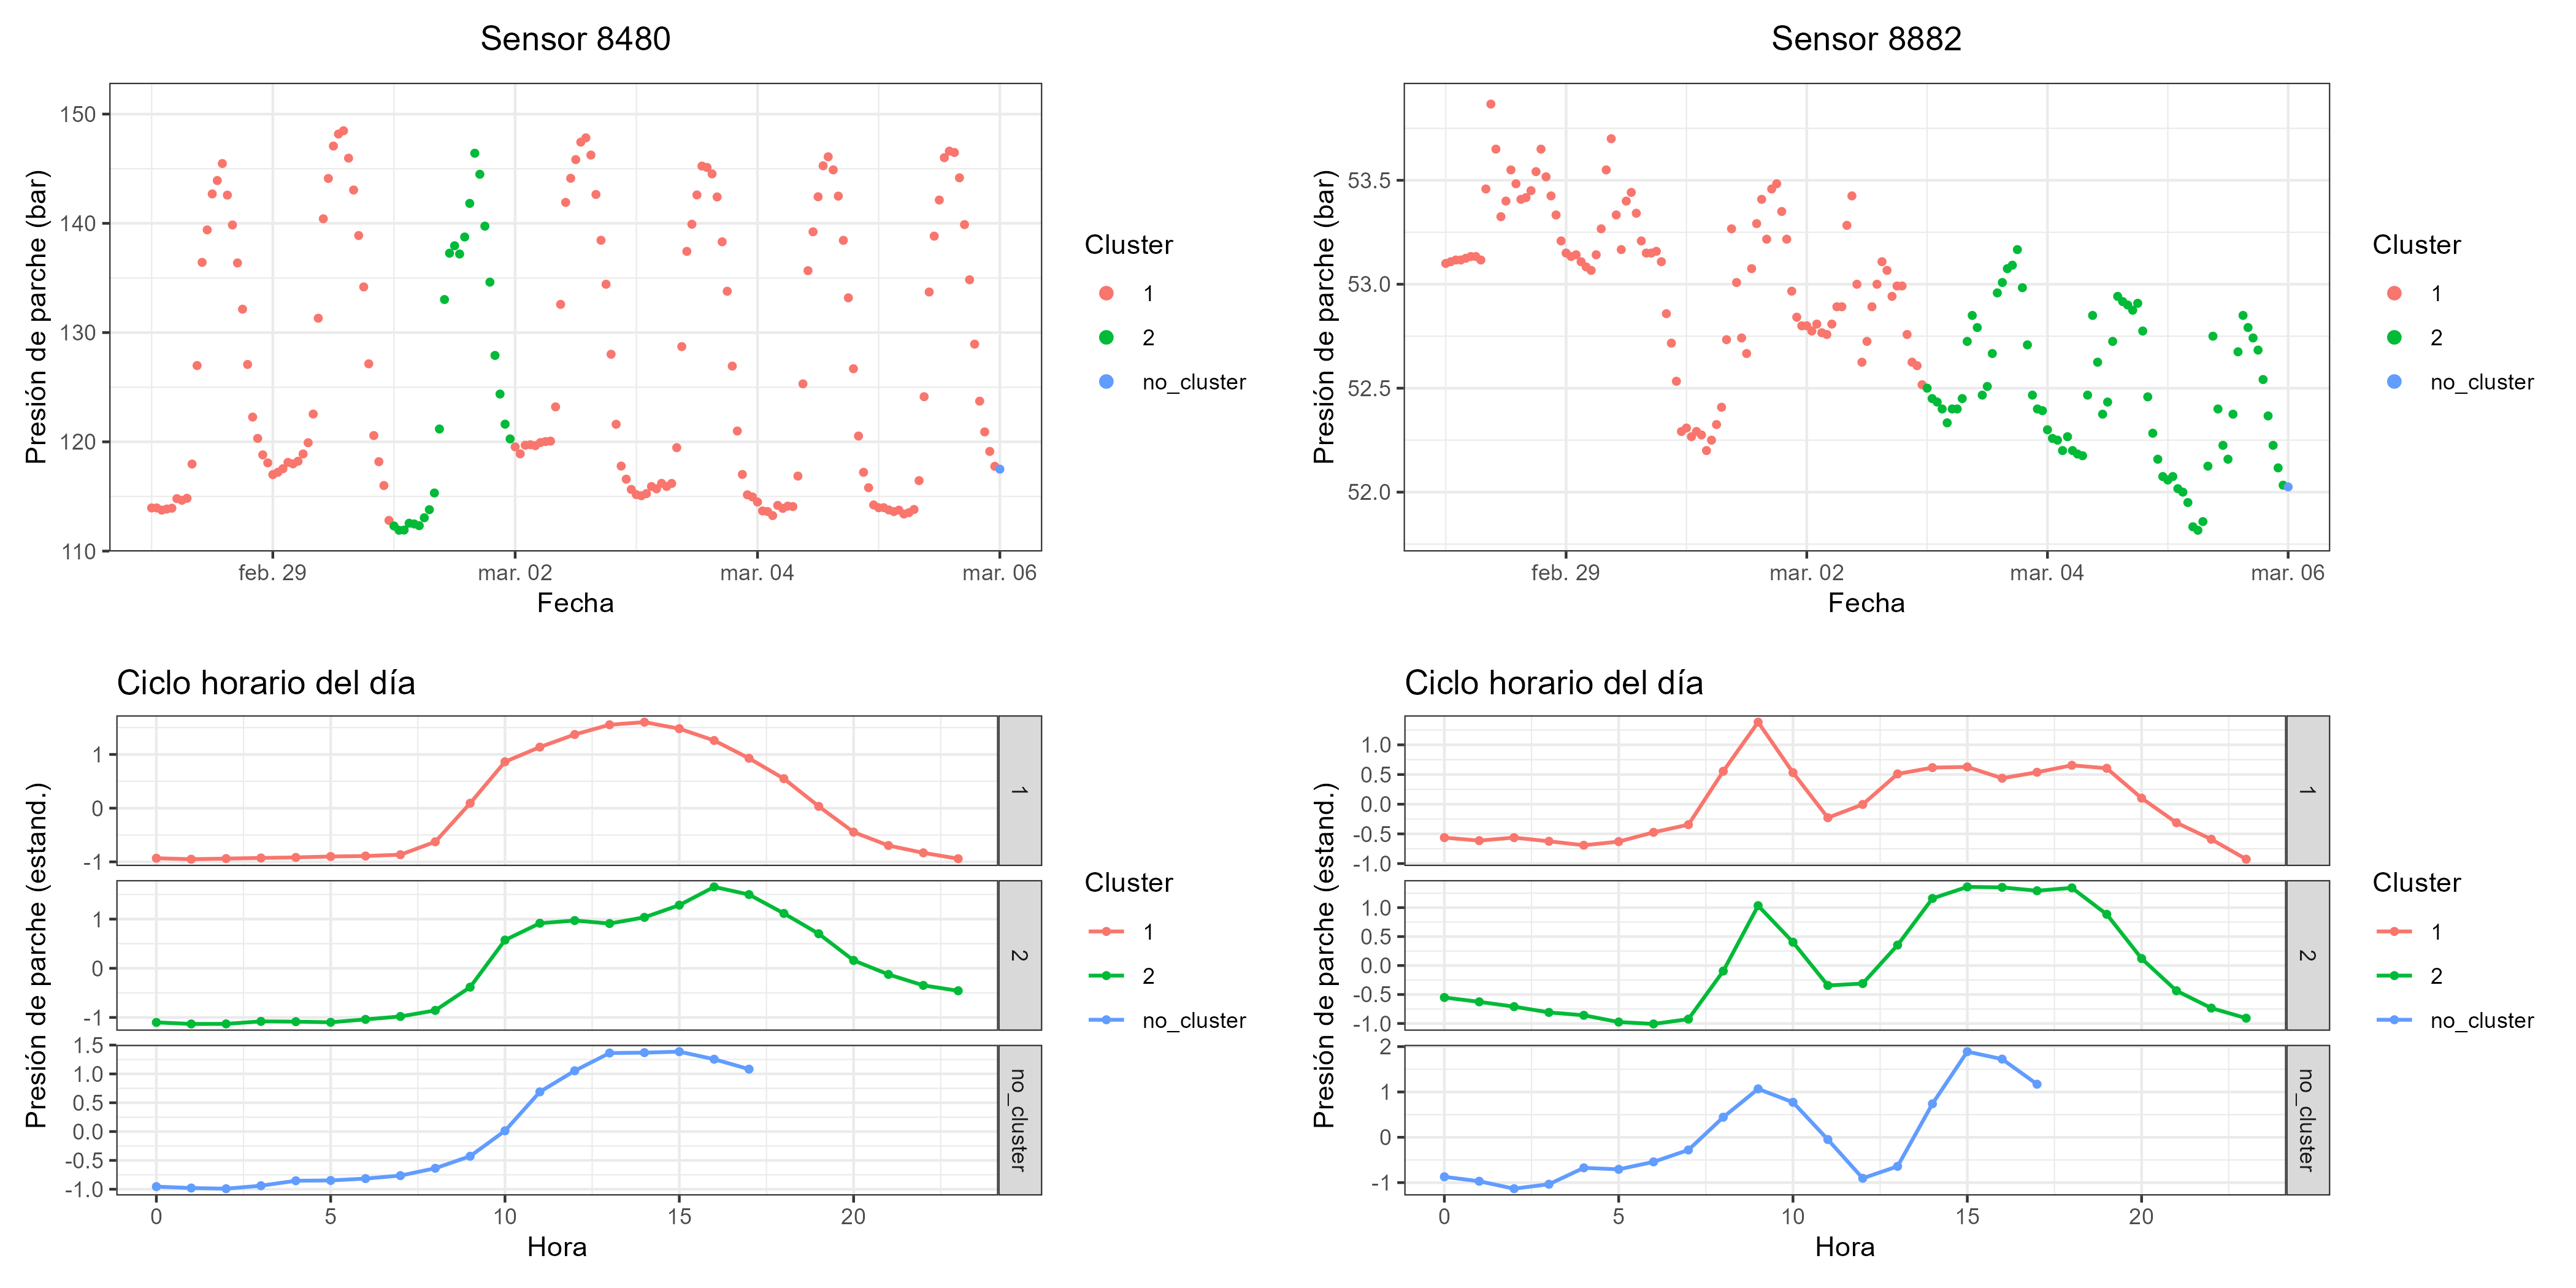 Sensor 8480
Presión de parche (bar)
150
140
130
120
110
feb. 29
mar. 02
mar. 04
mar. 06
Fecha
Cluster
1
2
no_cluster
Sensor 8882
Presión de parche (bar)
53.5
53.0
52.5
52.0
feb. 29
mar. 02
mar. 04
mar. 06
Fecha
Cluster
1
2
no_cluster
Ciclo horario del día
Presión de parche (estand.)
1
0
-1
1
1
0
-1
2
1.5
1.0
0.5
0.0
-0.5
-1.0
no_cluster
0
5
10
15
20
Hora
Cluster
1
2
no_cluster
Ciclo horario del día
Presión de parche (estand.)
1.0
0.5
0.0
-0.5
-1.0
1
1.0
0.5
0.0
-0.5
-1.0
2
2
1
0
-1
no_cluster
0
5
10
15
20
Hora
Cluster
1
2
no_cluster